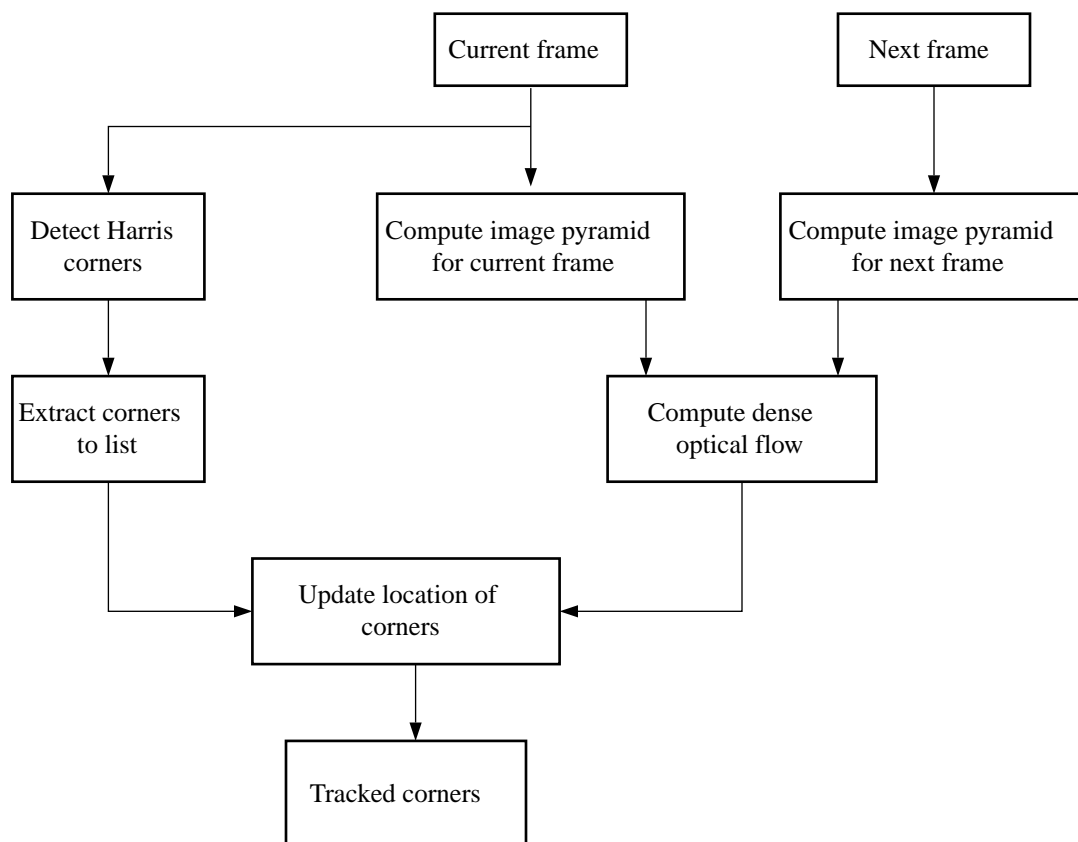 Current frame
Next frame
Detect Harris
corners
Compute image pyramid
for current frame
Compute image pyramid
for next frame
Extract corners
to list
Compute dense
optical flow
Update location of
corners
Tracked corners